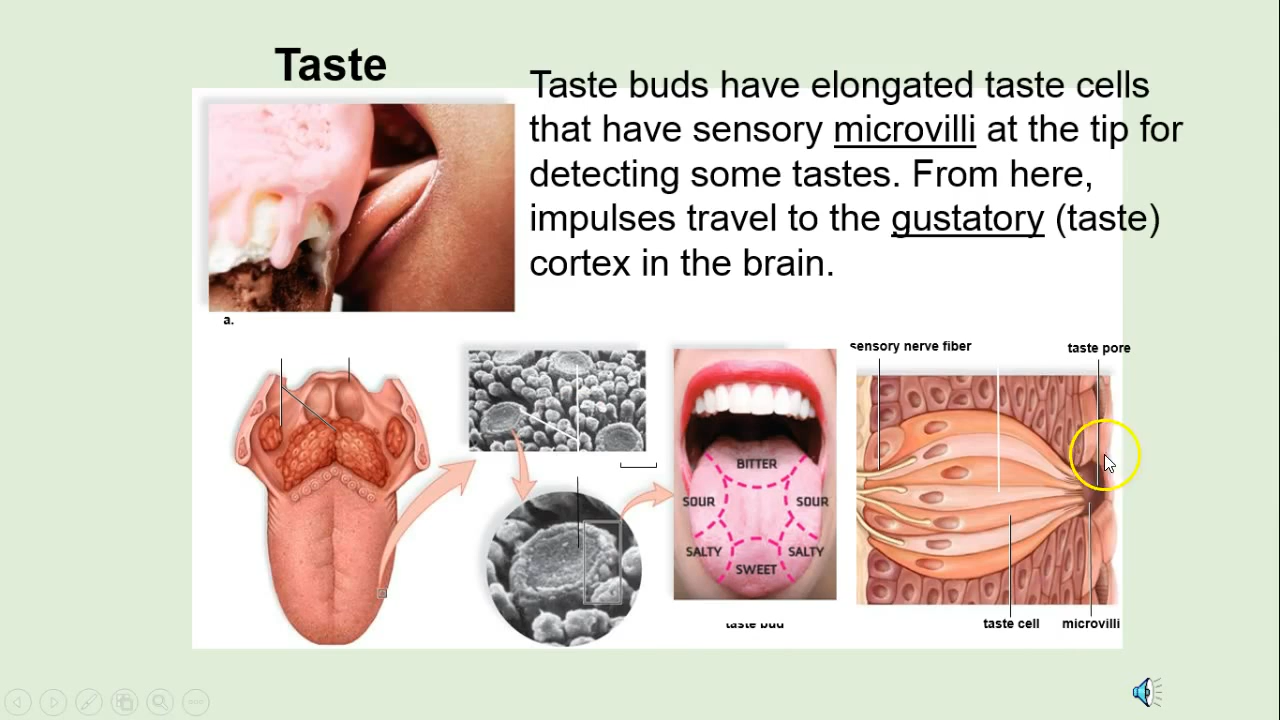 Taste
Taste buds have elongated taste cells
that have sensory microvilli at the tip for
detecting some tastes. From here,
impulses travel to the gustatory (taste)
cortex in the brain.
a.
sensory nerve fiber
taste pore
BITTER
SOUR
SOUR
SALTY
SALTY
SWEET
taste bud
taste cell
microvilli